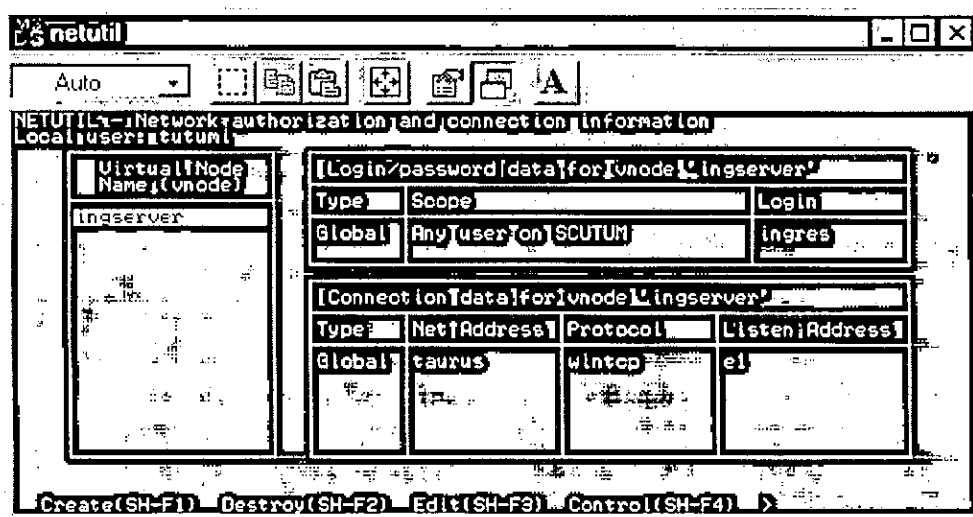 netutil
Auto
NETUTIL -- Network authorization and connection information
Local user: tutuml
Virtual Node
Name (vnode)
ingserver
[Login/password data for vnode 'ingserver'
Type Scope Login
Global Any user on SCUTUM ingres
[Connection data for vnode 'ingserver'
Type Net Address Protocol Listen Address
Global taurus wintcp el
Create(SH-F1) Destroy(SH-F2) Edit(SH-F3) Control(SH-F4) >